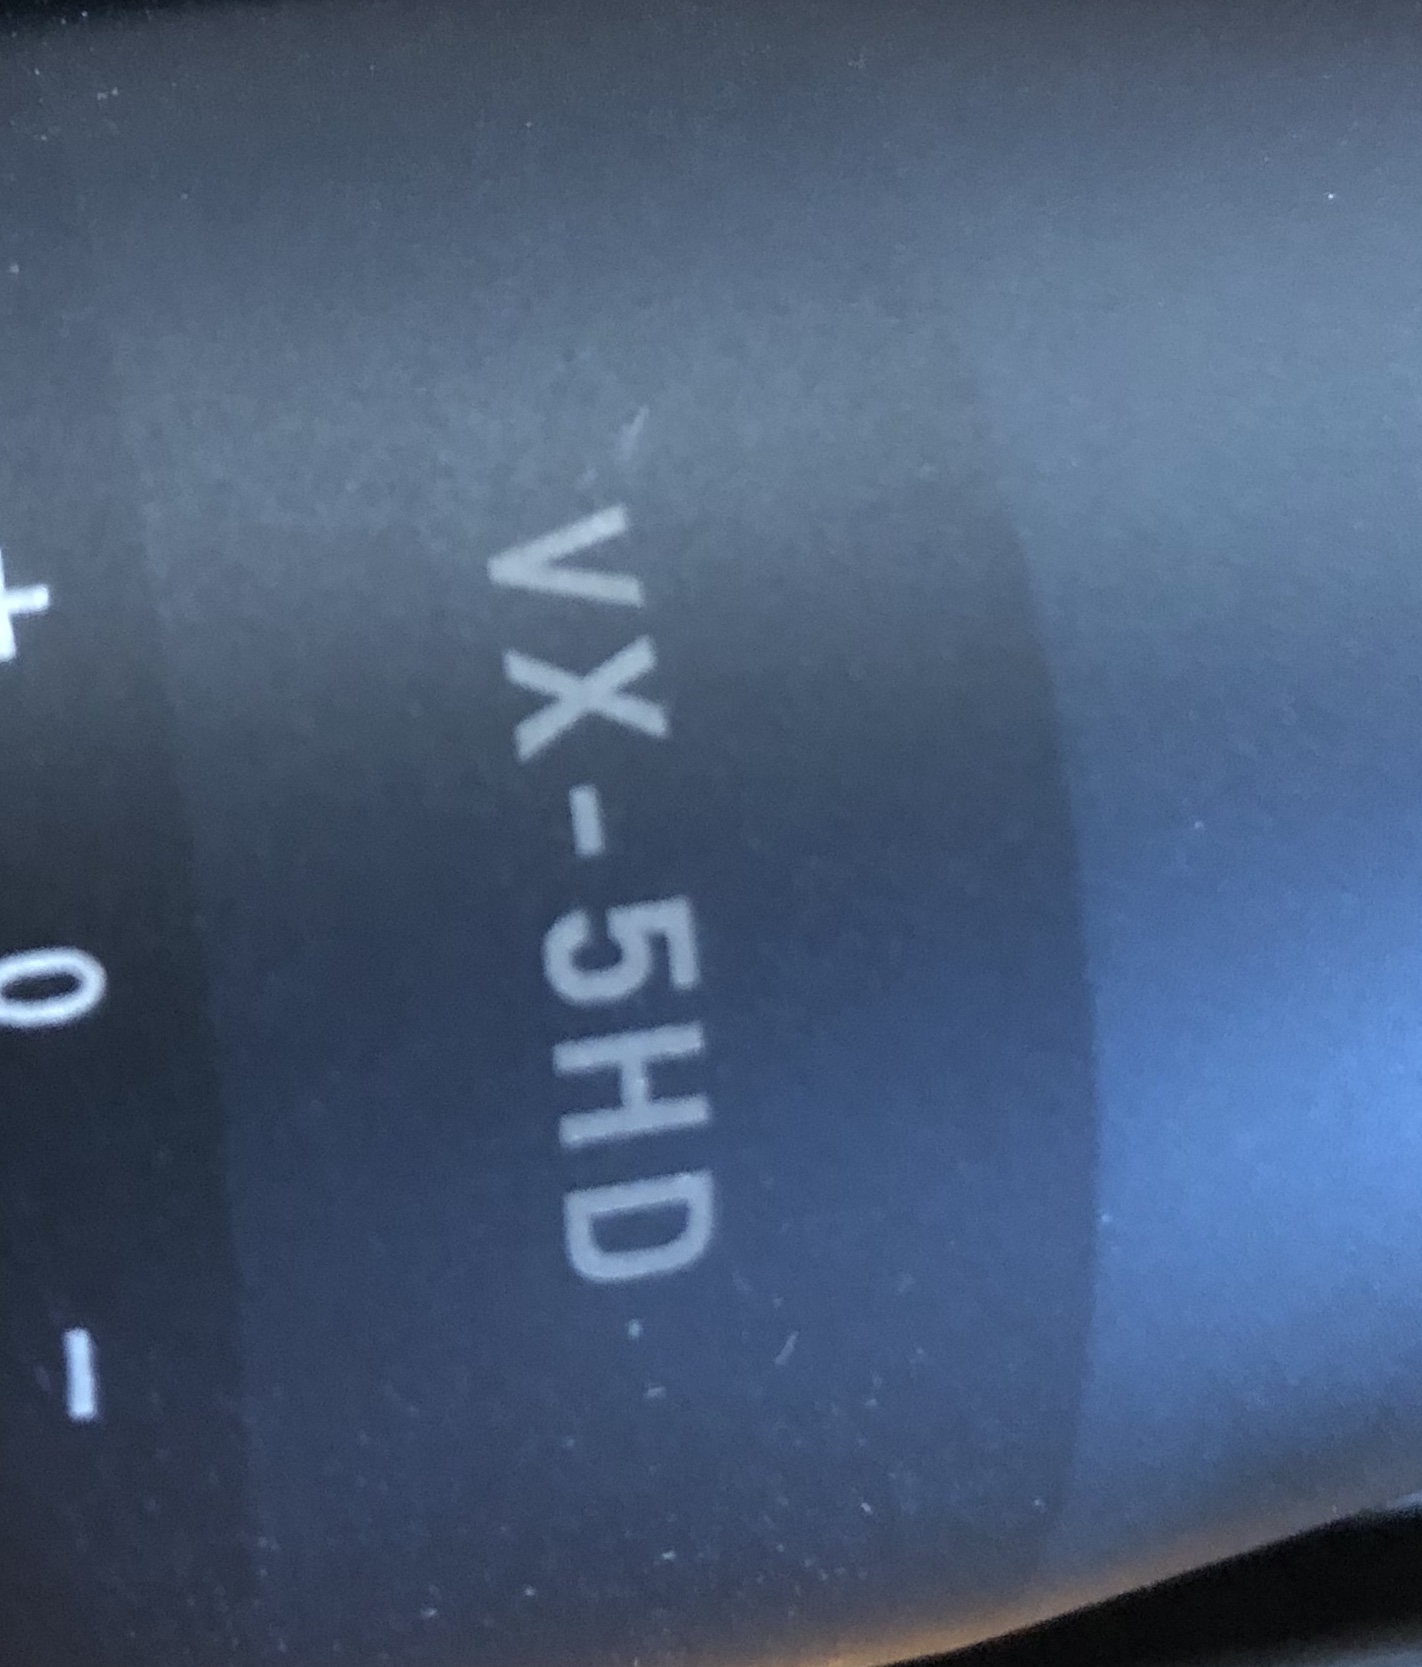 VX-5HD
+ 0 -